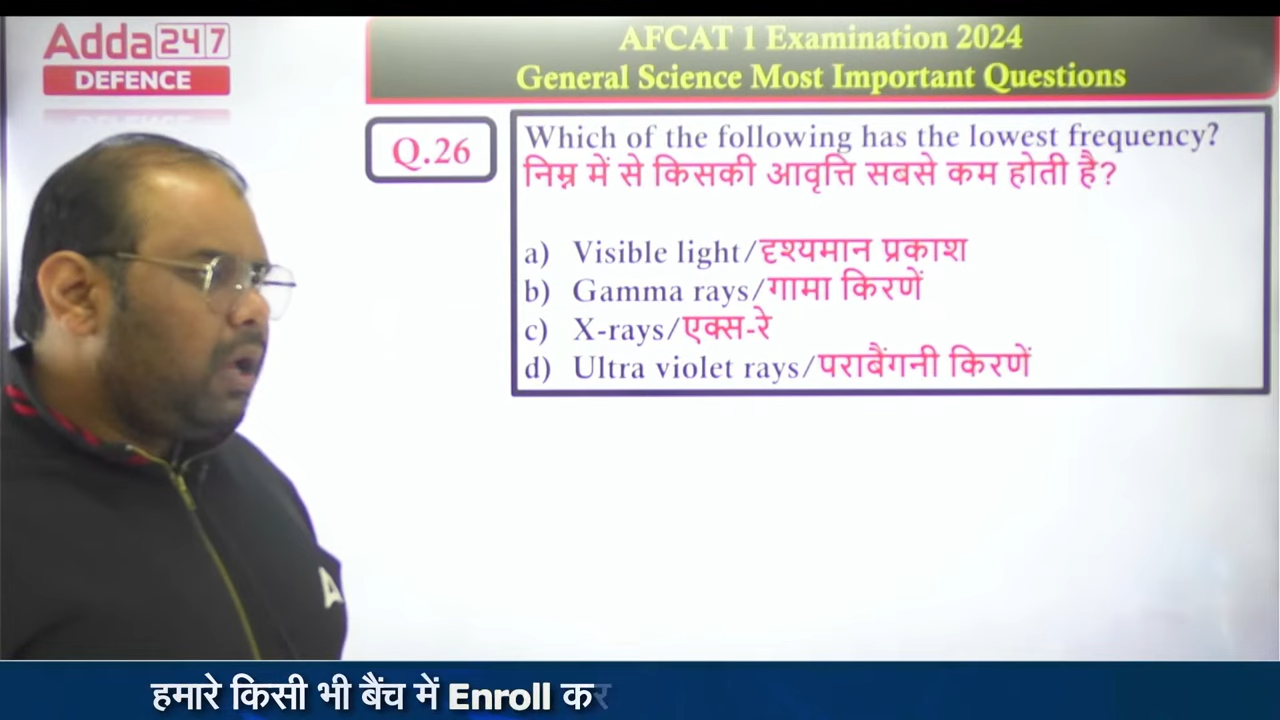 Adda247
DEFENCE
AFCAT 1 Examination 2024
General Science Most Important Questions
Q.26
Which of the following has the lowest frequency?
निम्न में से किसकी आवृत्ति सबसे कम होती है?
a) Visible light/दृश्यमान प्रकाश
b) Gamma rays/गामा किरणें
c) X-rays/एक्स-रे
d) Ultra violet rays/पराबैंगनी किरणें
हमारे किसी भी बैंच में Enroll कर